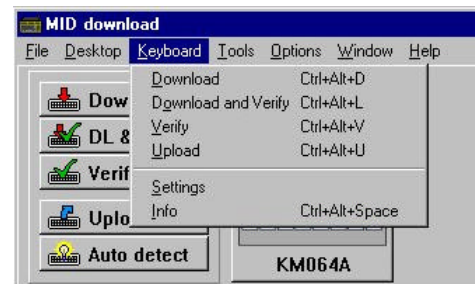 MID download
File Desktop Keyboard Tools Options Window Help
Download Ctrl+Alt+D
Download and Verify Ctrl+Alt+L
Verify Ctrl+Alt+V
Upload Ctrl+Alt+U
Settings
Info Ctrl+Alt+Space
Dow
DL &
Verif
Uplo
Auto detect
KM064A